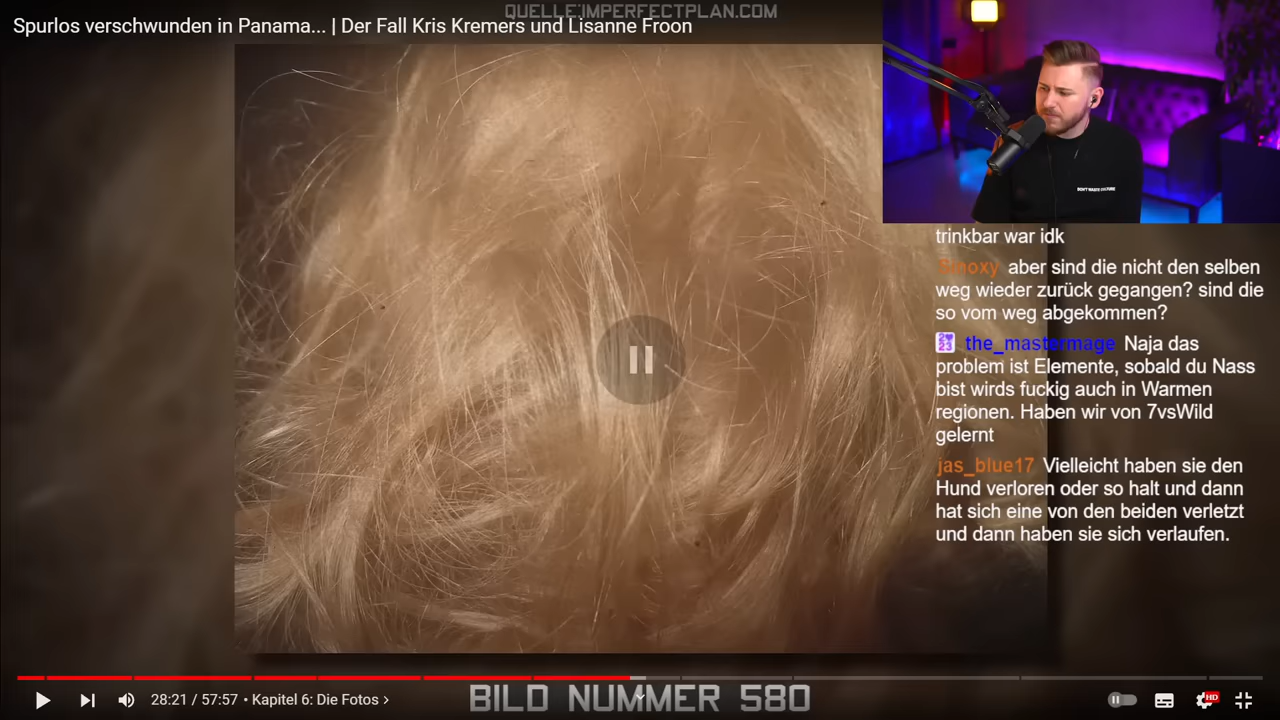 QUELLE:IMPERFECTPLAN.COM
Spurlos verschwunden in Panama... | Der Fall Kris Kremers und Lisanne Froon
DON'T WASTE CULTURE
trinkbar war idk
aber sind die nicht den selben
weg wieder zurück gegangen? sind die
so vom weg abgekommen?
the_mastermage Naja das
problem ist Elemente, sobald du Nass
bist wirds fuckig auch in Warmen
regionen. Haben wir von 7vsWild
gelernt
jas_blue17 Vielleicht haben sie den
Hund verloren oder so halt und dann
hat sich eine von den beiden verletzt
und dann haben sie sich verlaufen.
28:21 / 57:57 • Kapitel 6: Die Fotos
BILD NUMMER 580
HD